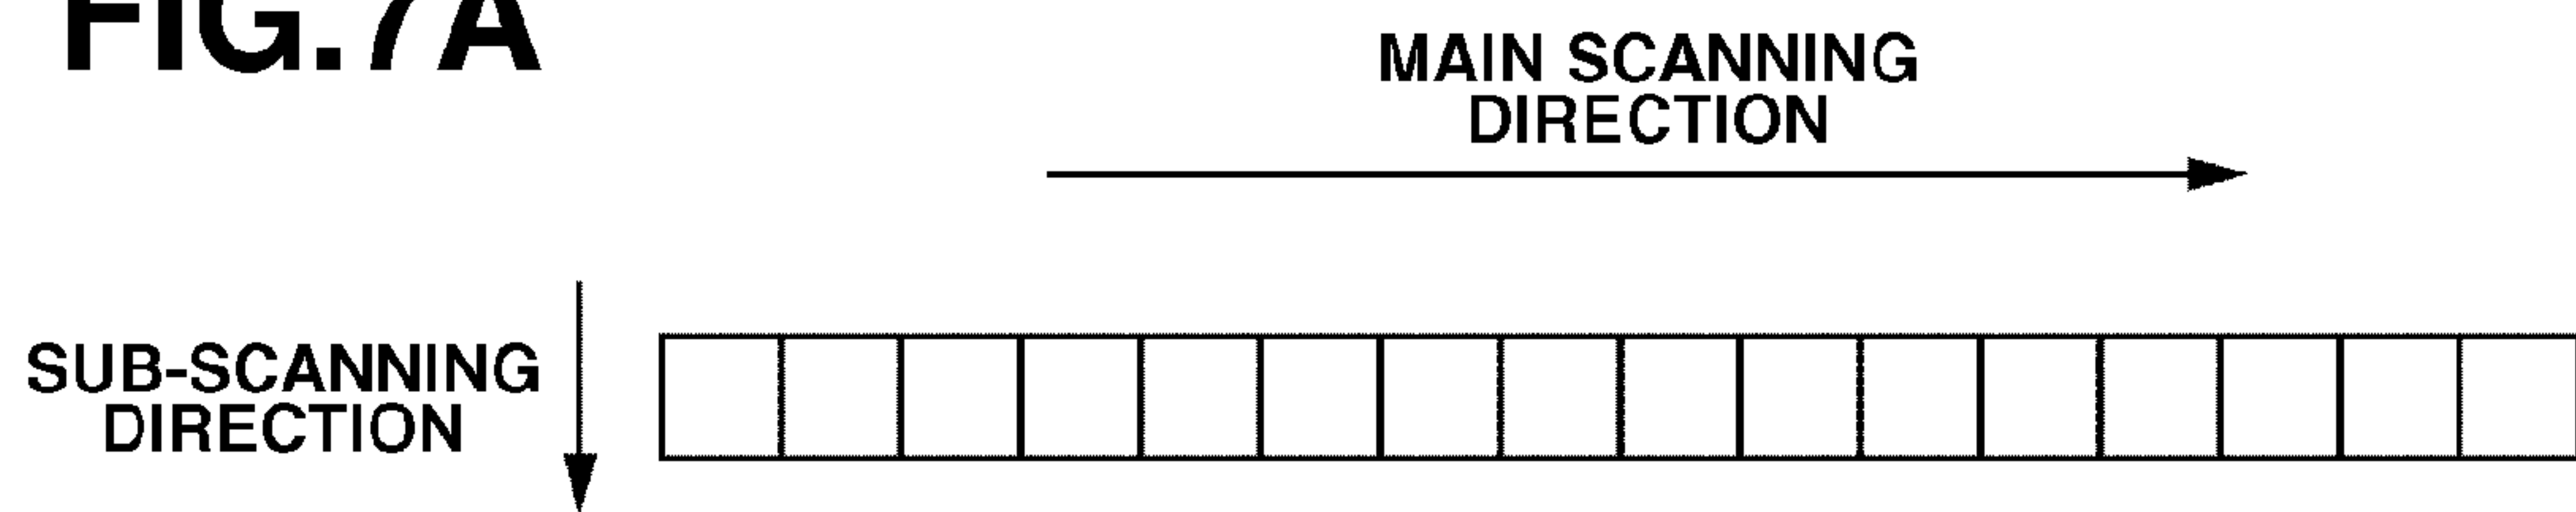 FIG.7A
MAIN SCANNING
DIRECTION
SUB-SCANNING
DIRECTION